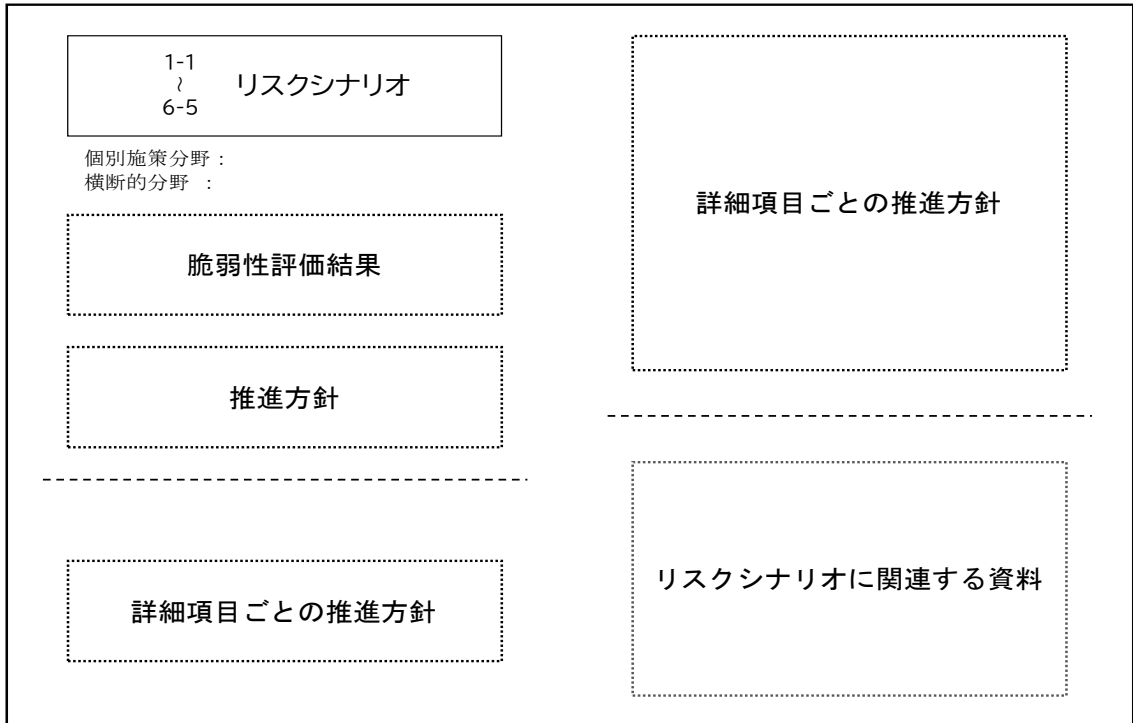 1-1
～
6-5
リスクシナリオ
個別施策分野：
横断的分野 ：
脆弱性評価結果
推進方針
詳細項目ごとの推進方針
詳細項目ごとの推進方針
リスクシナリオに関連する資料